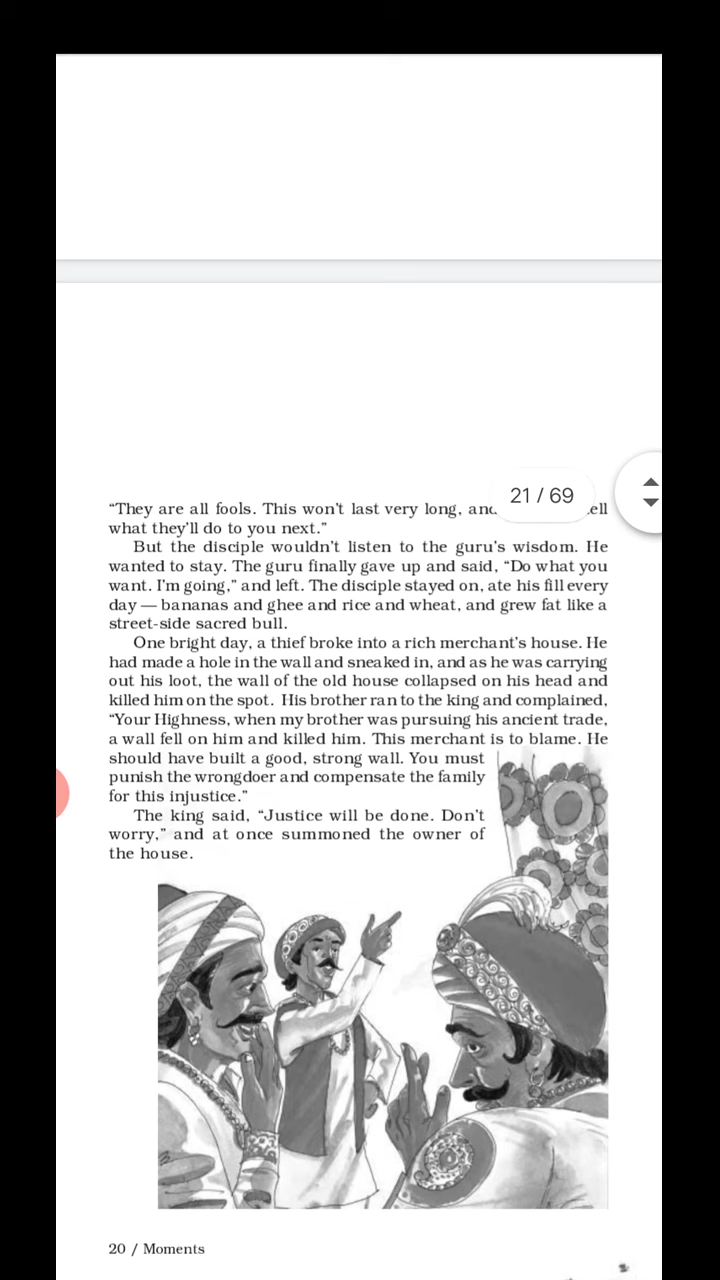 21 / 69
“They are all fools. This won’t last very long, and ell
what they’ll do to you next.”
But the disciple wouldn’t listen to the guru’s wisdom. He
wanted to stay. The guru finally gave up and said, “Do what you
want. I’m going,” and left. The disciple stayed on, ate his fill every
day — bananas and ghee and rice and wheat, and grew fat like a
street-side sacred bull.
One bright day, a thief broke into a rich merchant’s house. He
had made a hole in the wall and sneaked in, and as he was carrying
out his loot, the wall of the old house collapsed on his head and
killed him on the spot. His brother ran to the king and complained,
“Your Highness, when my brother was pursuing his ancient trade,
a wall fell on him and killed him. This merchant is to blame. He
should have built a good, strong wall. You must
punish the wrongdoer and compensate the family
for this injustice.”
The king said, “Justice will be done. Don’t
worry,” and at once summoned the owner of
the house.
20 / Moments